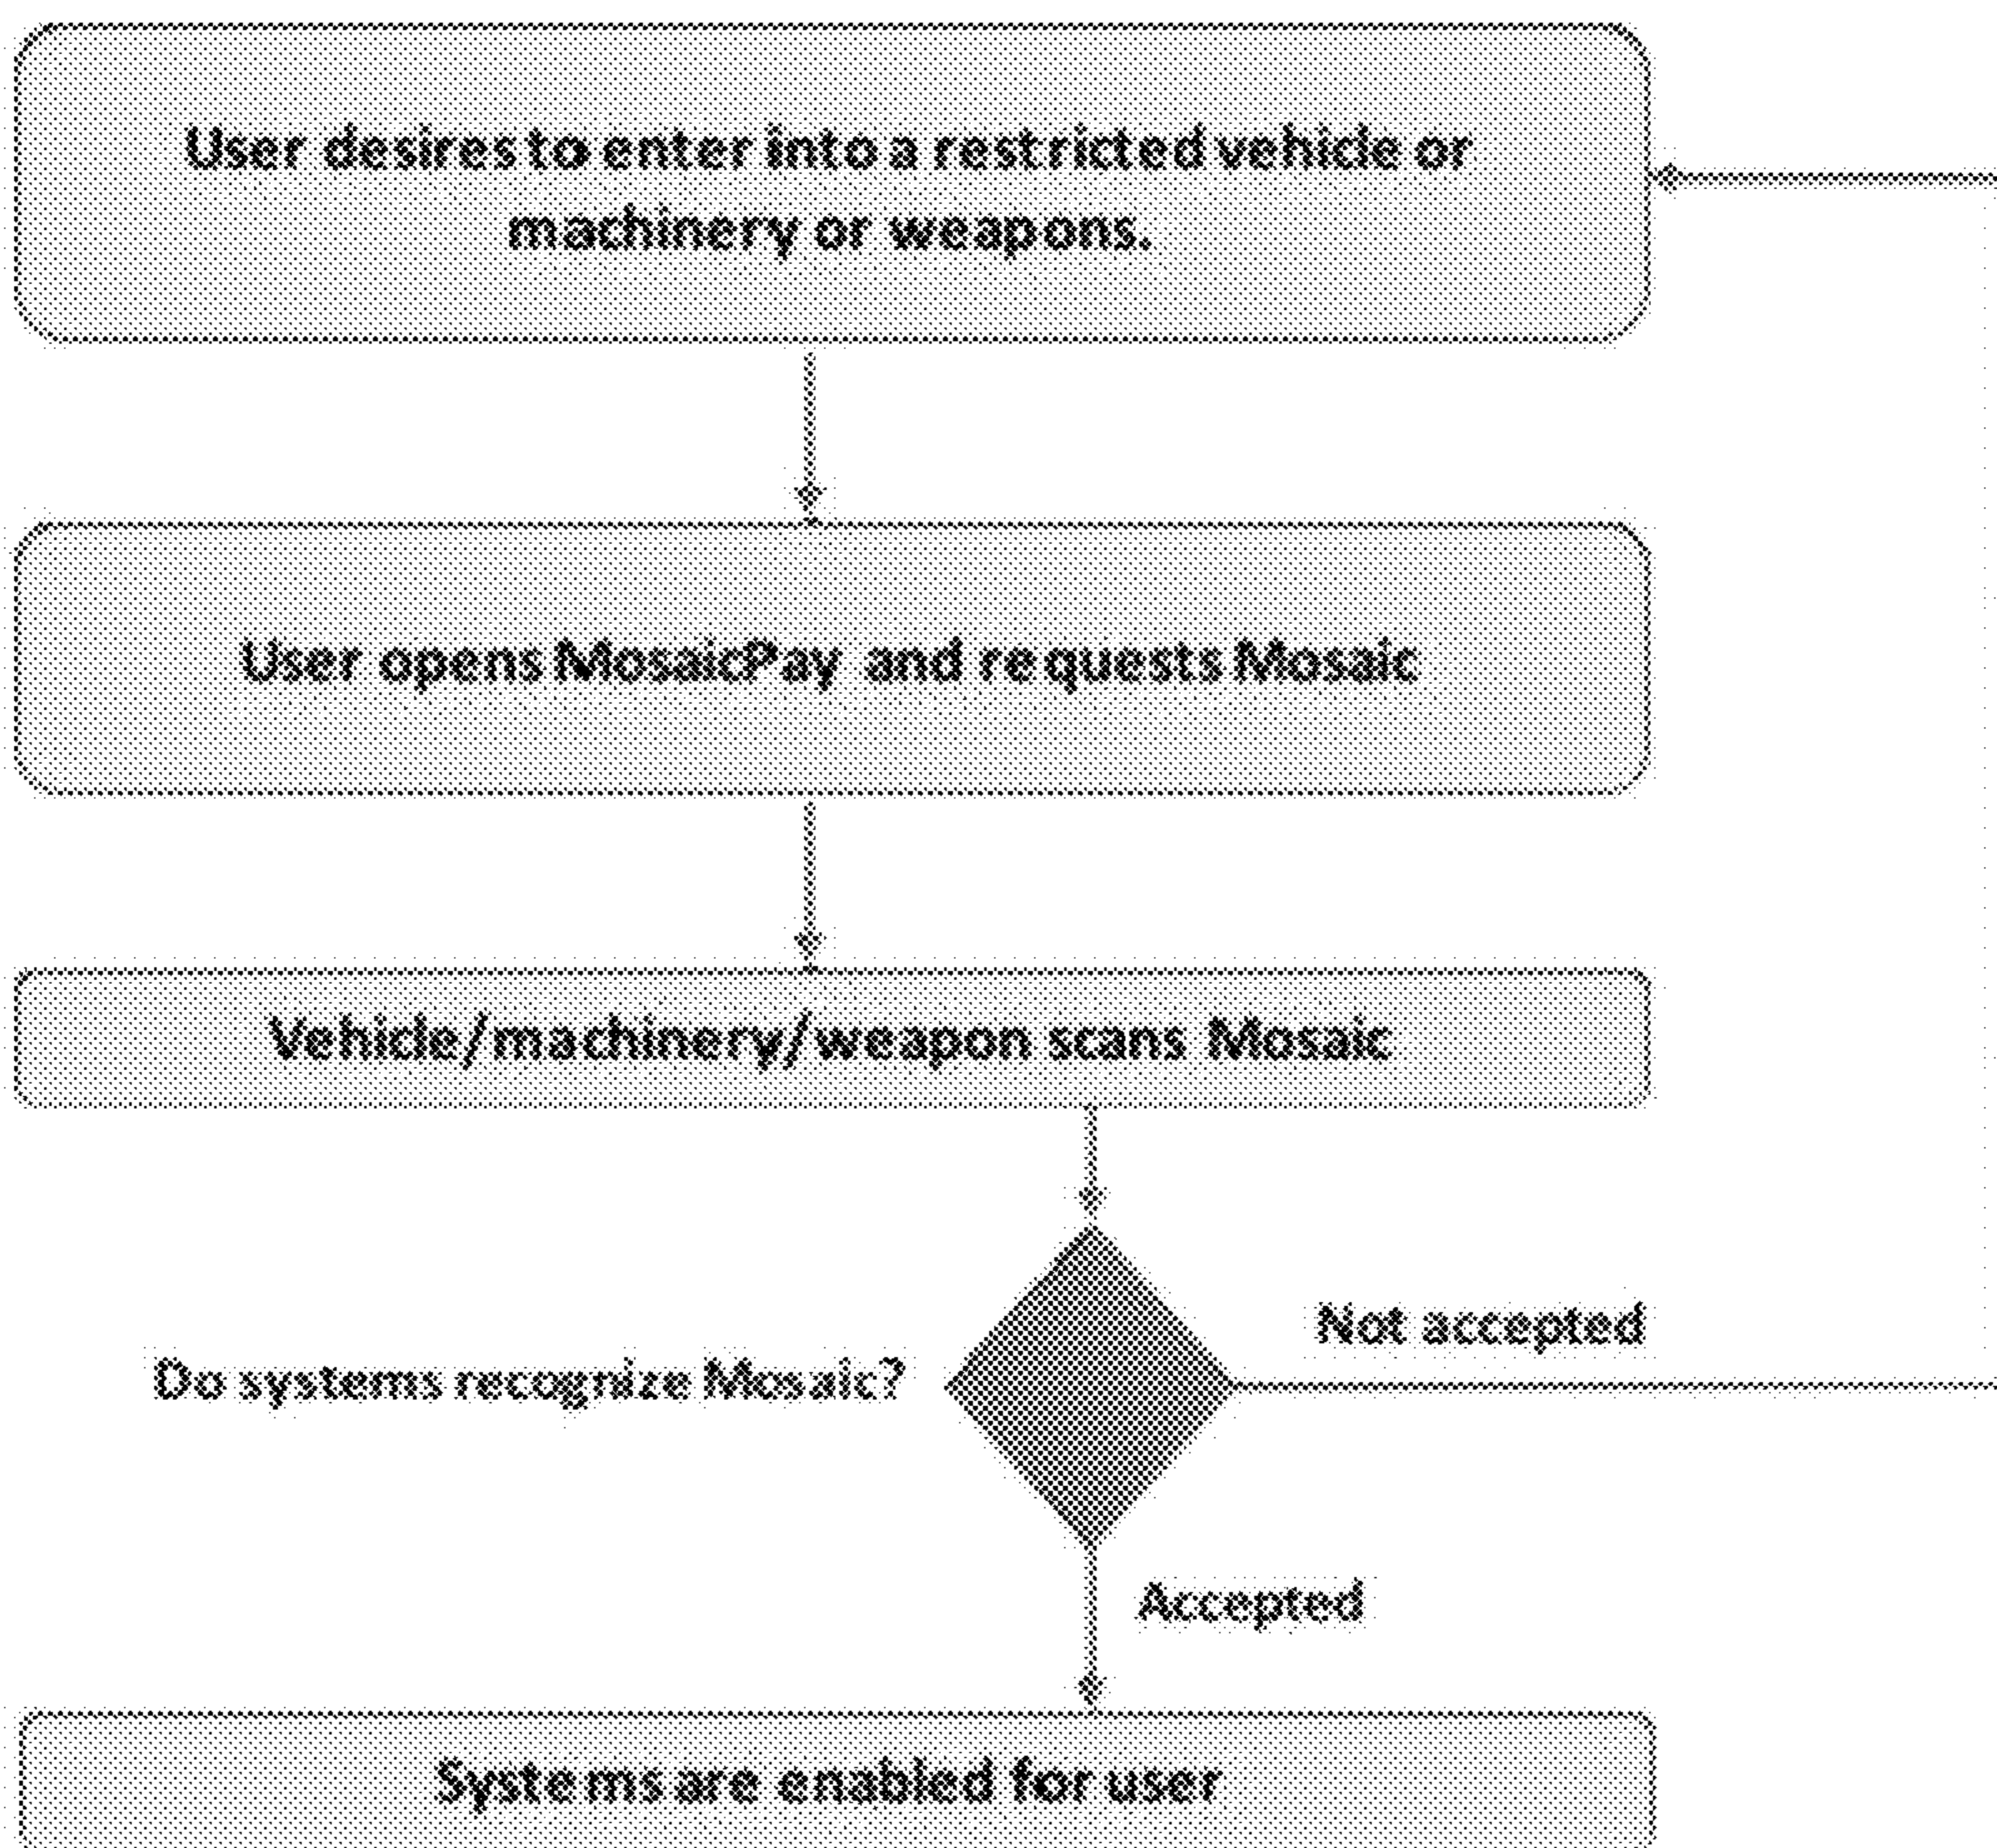 User desires to enter into a restricted vehicle or
machinery or weapons.
User opens MosaicPay and requests Mosaic
Vehicle/machinery/weapon scans Mosaic
Not accepted
Do systems recognize Mosaic?
Accepted
Systems are enabled for user